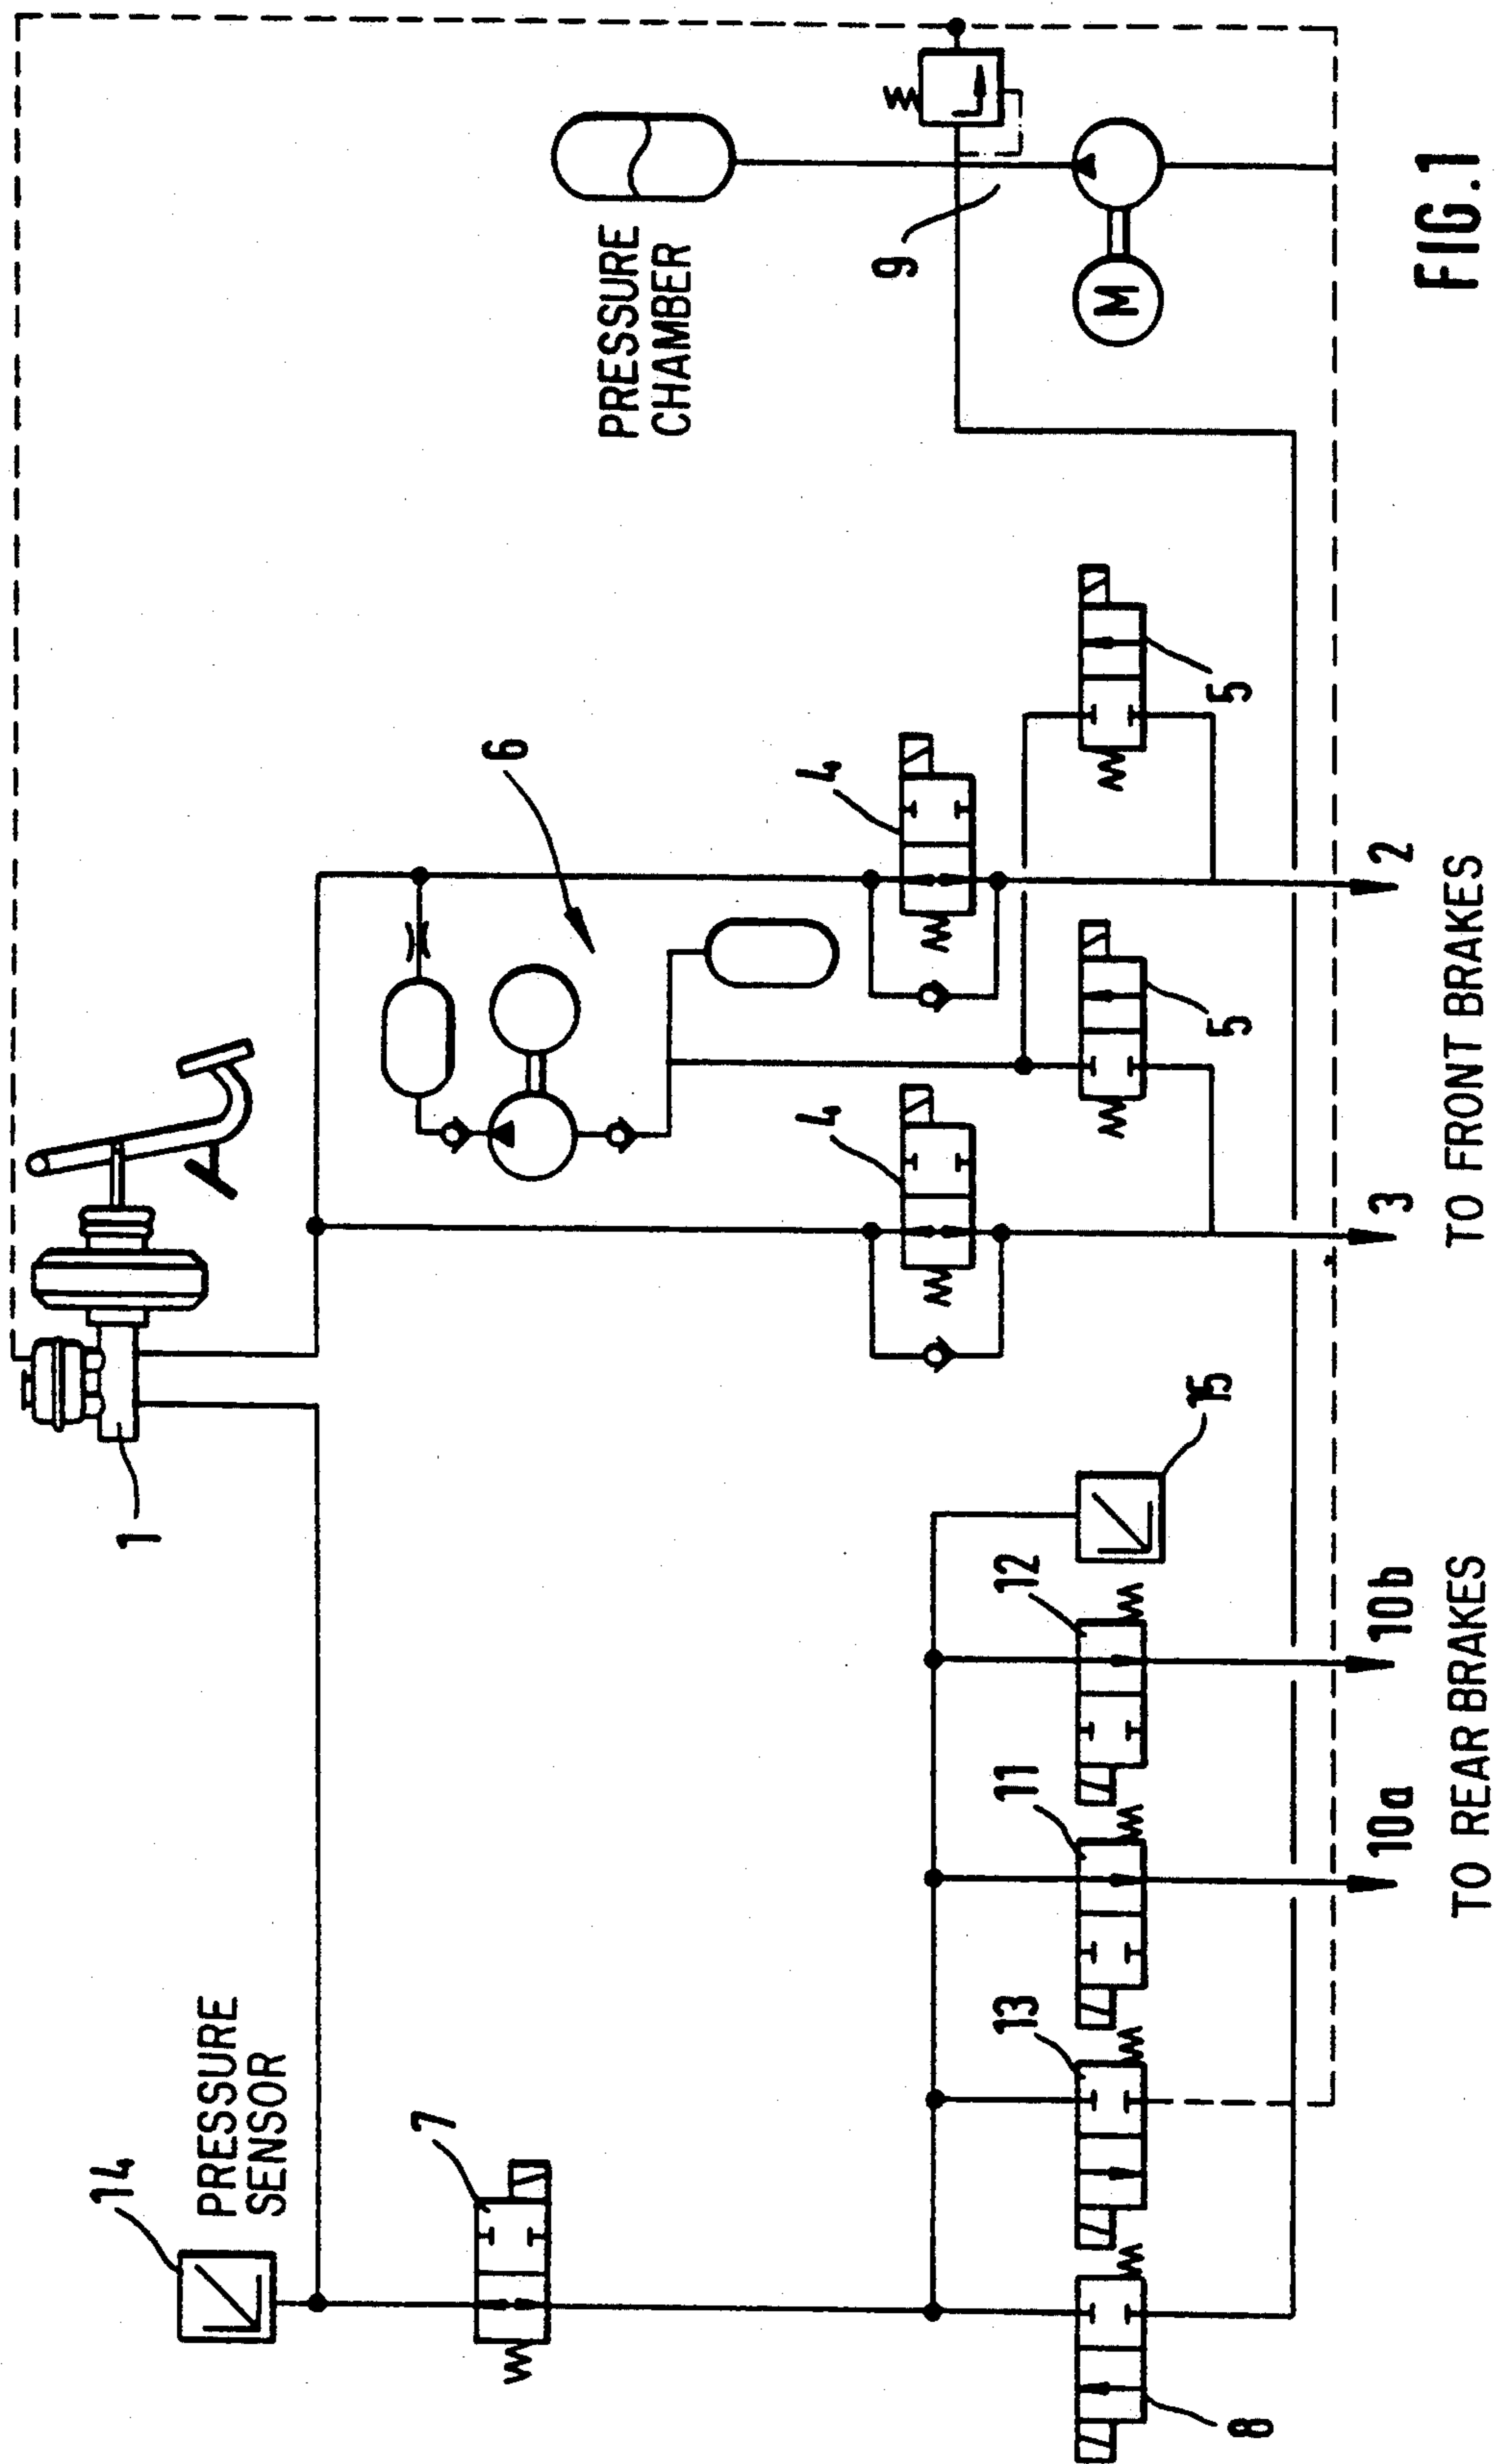 14
PRESSURE
SENSOR
1
7
6
PRESSURE
CHAMBER
9
M
8
13
11
12
15
4
4
5
5
10a
10b
3
2
TO REAR BRAKES
TO FRONT BRAKES
FIG.1